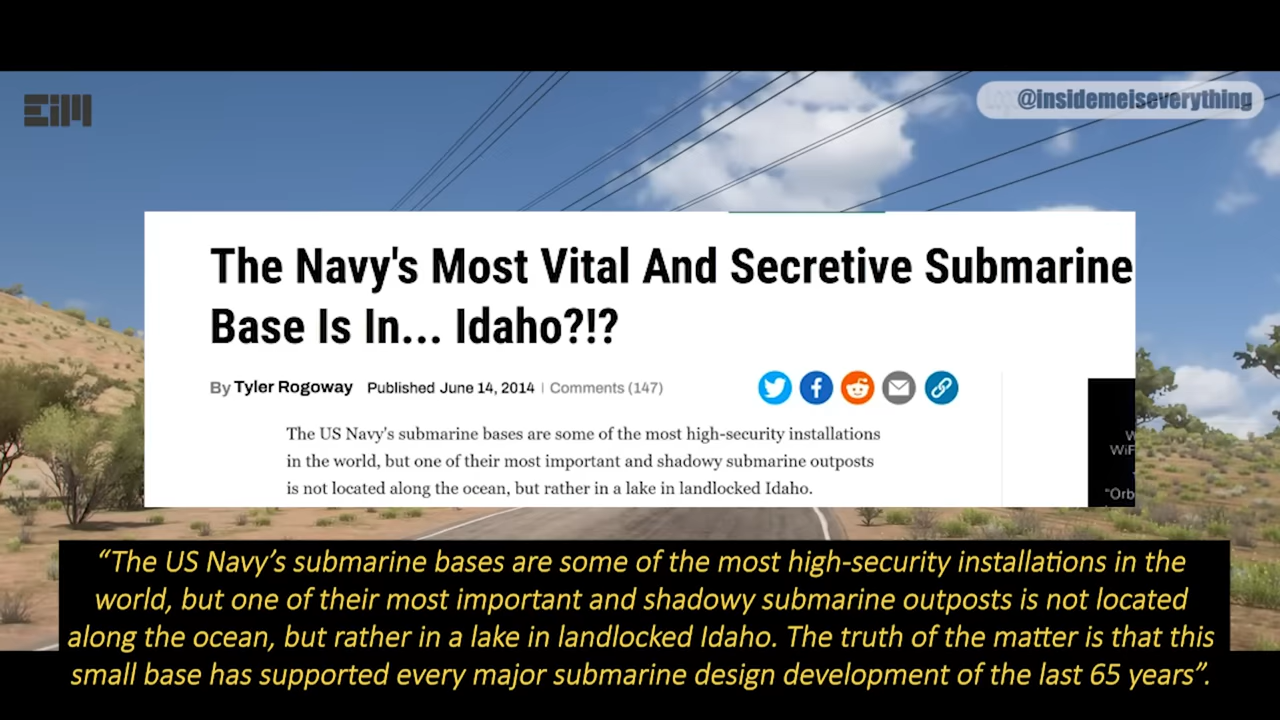 EiM
@insidemeiseverything
The Navy's Most Vital And Secretive Submarine
Base Is In... Idaho?!?
By Tyler Rogoway Published June 14, 2014 | Comments (147)
The US Navy's submarine bases are some of the most high-security installations
in the world, but one of their most important and shadowy submarine outposts
is not located along the ocean, but rather in a lake in landlocked Idaho.
W
WiF
"Orb
“The US Navy’s submarine bases are some of the most high-security installations in the
world, but one of their most important and shadowy submarine outposts is not located
along the ocean, but rather in a lake in landlocked Idaho. The truth of the matter is that this
small base has supported every major submarine design development of the last 65 years”.